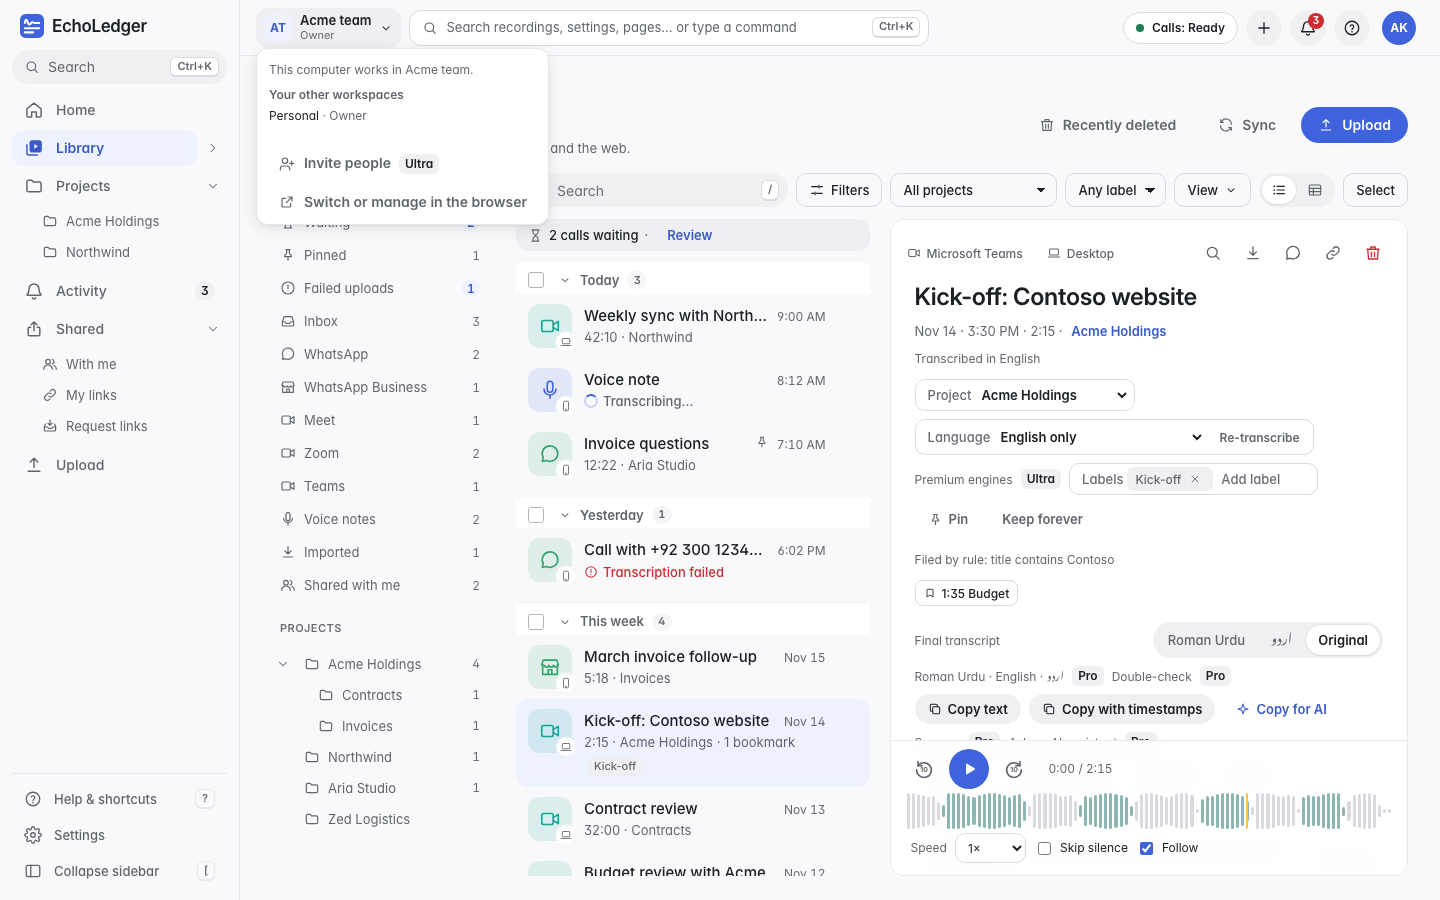 EchoLedger
Search Ctrl+K
Home
Library
Projects
Acme Holdings
Northwind
Activity 3
Shared
With me
My links
Request links
Upload
Help & shortcuts ?
Settings
Collapse sidebar [
AT Acme team
Owner
Search recordings, settings, pages... or type a command Ctrl+K
Calls: Ready
3
AK
This computer works in Acme team.
Your other workspaces
Personal · Owner
Invite people Ultra
Switch or manage in the browser
and the web.
Recently deleted
Sync
Upload
Search /
Filters
All projects
Any label
View
Select
Waiting 2
Pinned 1
Failed uploads 1
Inbox 3
WhatsApp 2
WhatsApp Business 1
Meet 1
Zoom 2
Teams 1
Voice notes 2
Imported 1
Shared with me 2
PROJECTS
Acme Holdings 4
Contracts 1
Invoices 1
Northwind 1
Aria Studio 1
Zed Logistics
2 calls waiting · Review
Today 3
Weekly sync with North... 9:00 AM
42:10 · Northwind
Voice note 8:12 AM
Transcribing...
Invoice questions 7:10 AM
12:22 · Aria Studio
Yesterday 1
Call with +92 300 1234... 6:02 PM
Transcription failed
This week 4
March invoice follow-up Nov 15
5:18 · Invoices
Kick-off: Contoso website Nov 14
2:15 · Acme Holdings · 1 bookmark
Kick-off
Contract review Nov 13
32:00 · Contracts
Budget review with Acme Nov 12
Microsoft Teams Desktop
Kick-off: Contoso website
Nov 14 · 3:30 PM · 2:15 · Acme Holdings
Transcribed in English
Project Acme Holdings
Language English only Re-transcribe
Premium engines Ultra Labels Kick-off × Add label
Pin Keep forever
Filed by rule: title contains Contoso
1:35 Budget
Final transcript Roman Urdu اردو Original
Roman Urdu · English · اردو Pro Double-check Pro
Copy text Copy with timestamps Copy for AI
10 10 0:00 / 2:15
Speed 1× Skip silence Follow